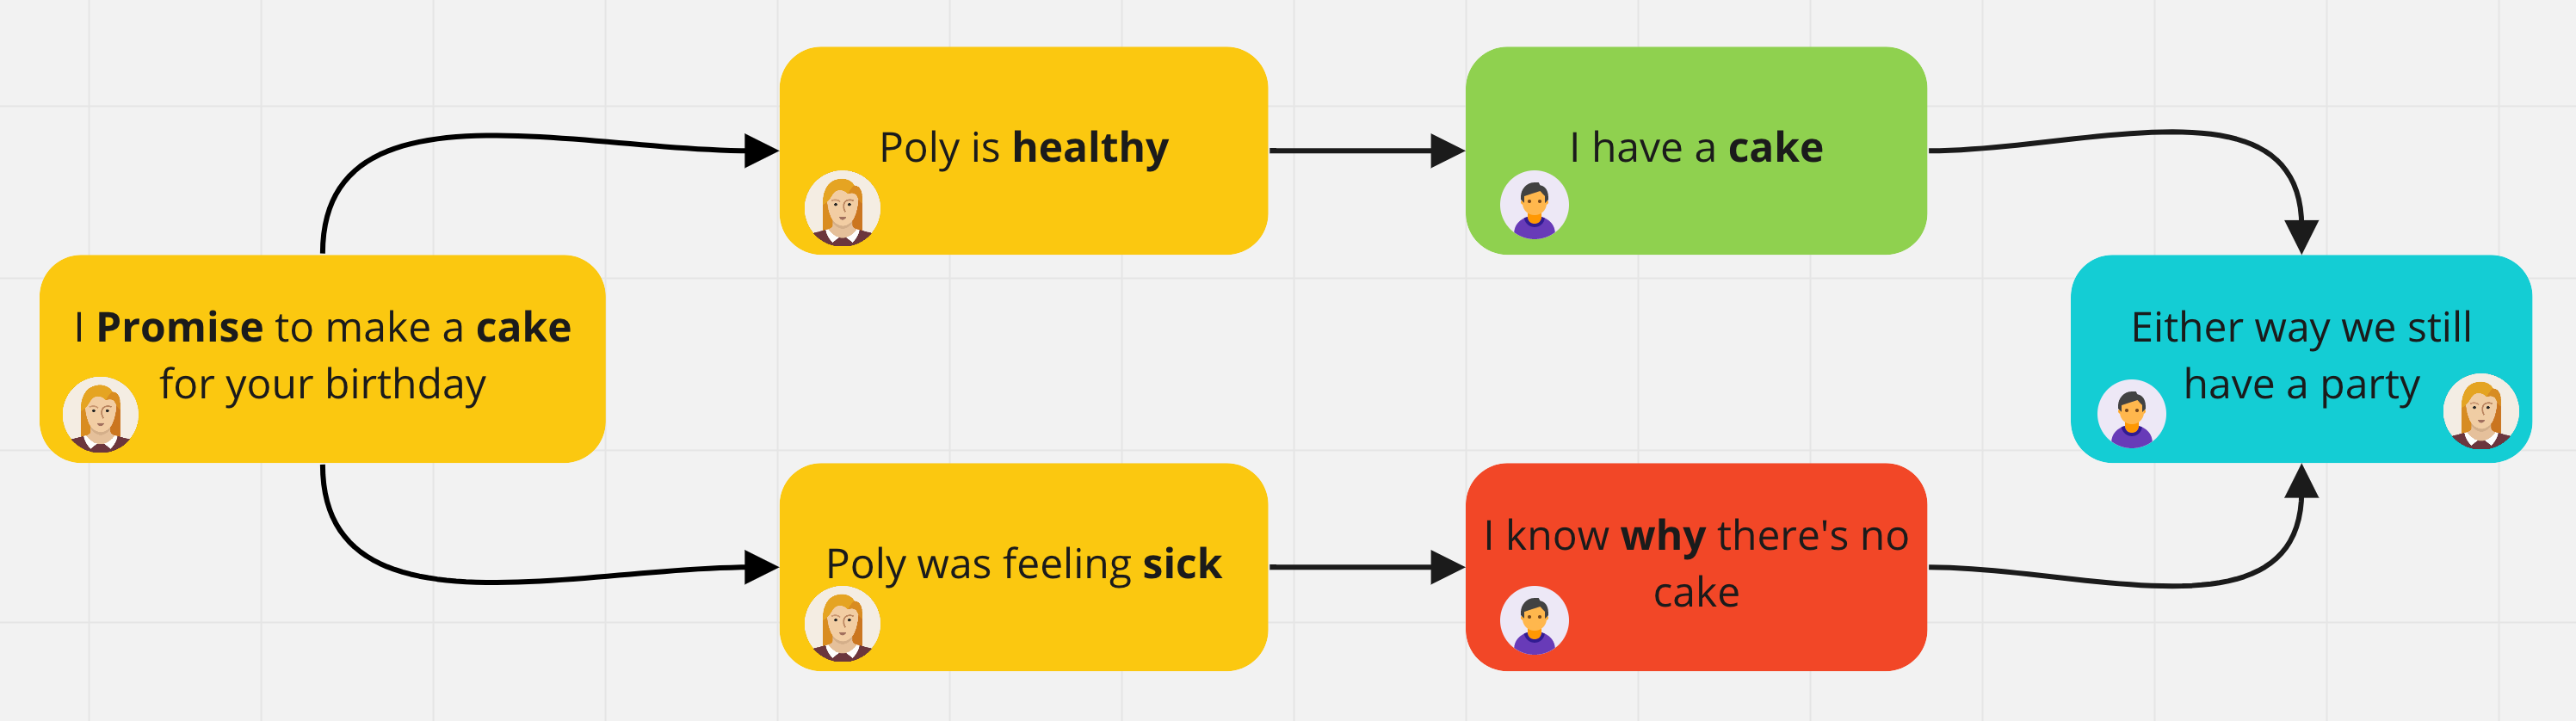 Poly is healthy
I have a cake
I Promise to make a cake
for your birthday
Either way we still
have a party
Poly was feeling sick
I know why there's no
cake